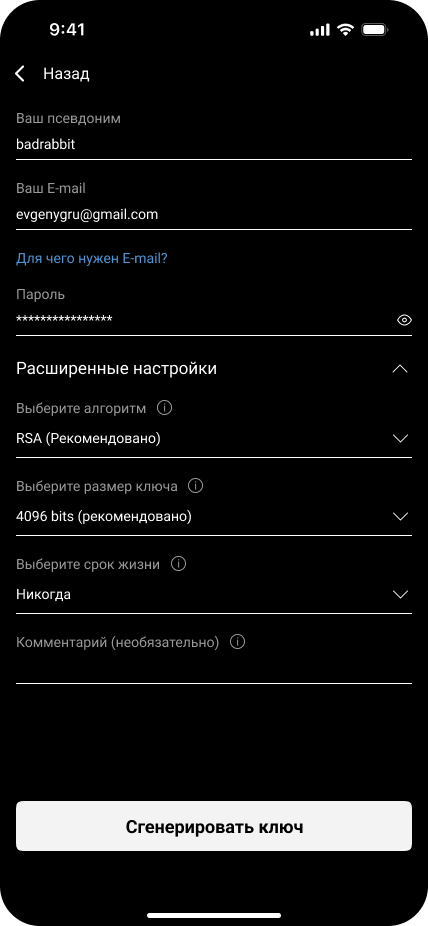 9:41
Назад
Ваш псевдоним
badrabbit
Ваш E-mail
evgenygru@gmail.com
Для чего нужен E-mail?
Пароль
****************
Расширенные настройки
Выберите алгоритм
RSA (Рекомендовано)
Выберите размер ключа
4096 bits (рекомендовано)
Выберите срок жизни
Никогда
Комментарий (необязательно)
Сгенерировать ключ